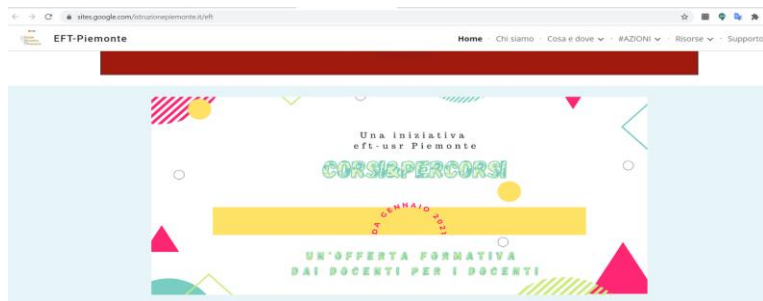 sites.google.com/istruzionepiemonte.it/eft
EFT-Piemonte
Home
Chi siamo
Cosa e dove
#AZIONI
Risorse
Supporto
Una iniziativa
eft-usr Piemonte
CORSI&PERCORSI
DA GENNAIO 2021
UN'OFFERTA FORMATIVA
DAI DOCENTI PER I DOCENTI